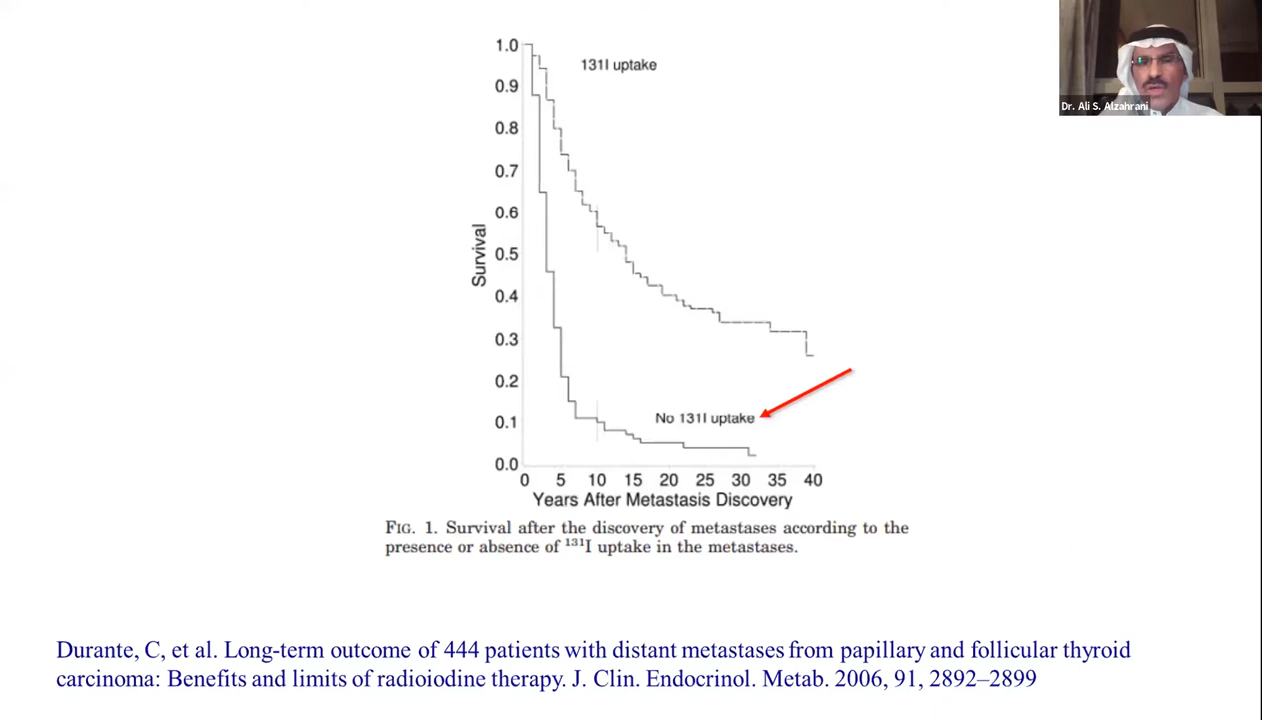 Dr. Ali S. Alzahrani
131I uptake
1.0
0.9
0.8
0.7
0.6
0.5
0.4
0.3
0.2
0.1
0.0
Survival
No 131I uptake
0 5 10 15 20 25 30 35 40
Years After Metastasis Discovery
FIG. 1. Survival after the discovery of metastases according to the
presence or absence of ¹³¹I uptake in the metastases.
Durante, C, et al. Long-term outcome of 444 patients with distant metastases from papillary and follicular thyroid
carcinoma: Benefits and limits of radioiodine therapy. J. Clin. Endocrinol. Metab. 2006, 91, 2892–2899